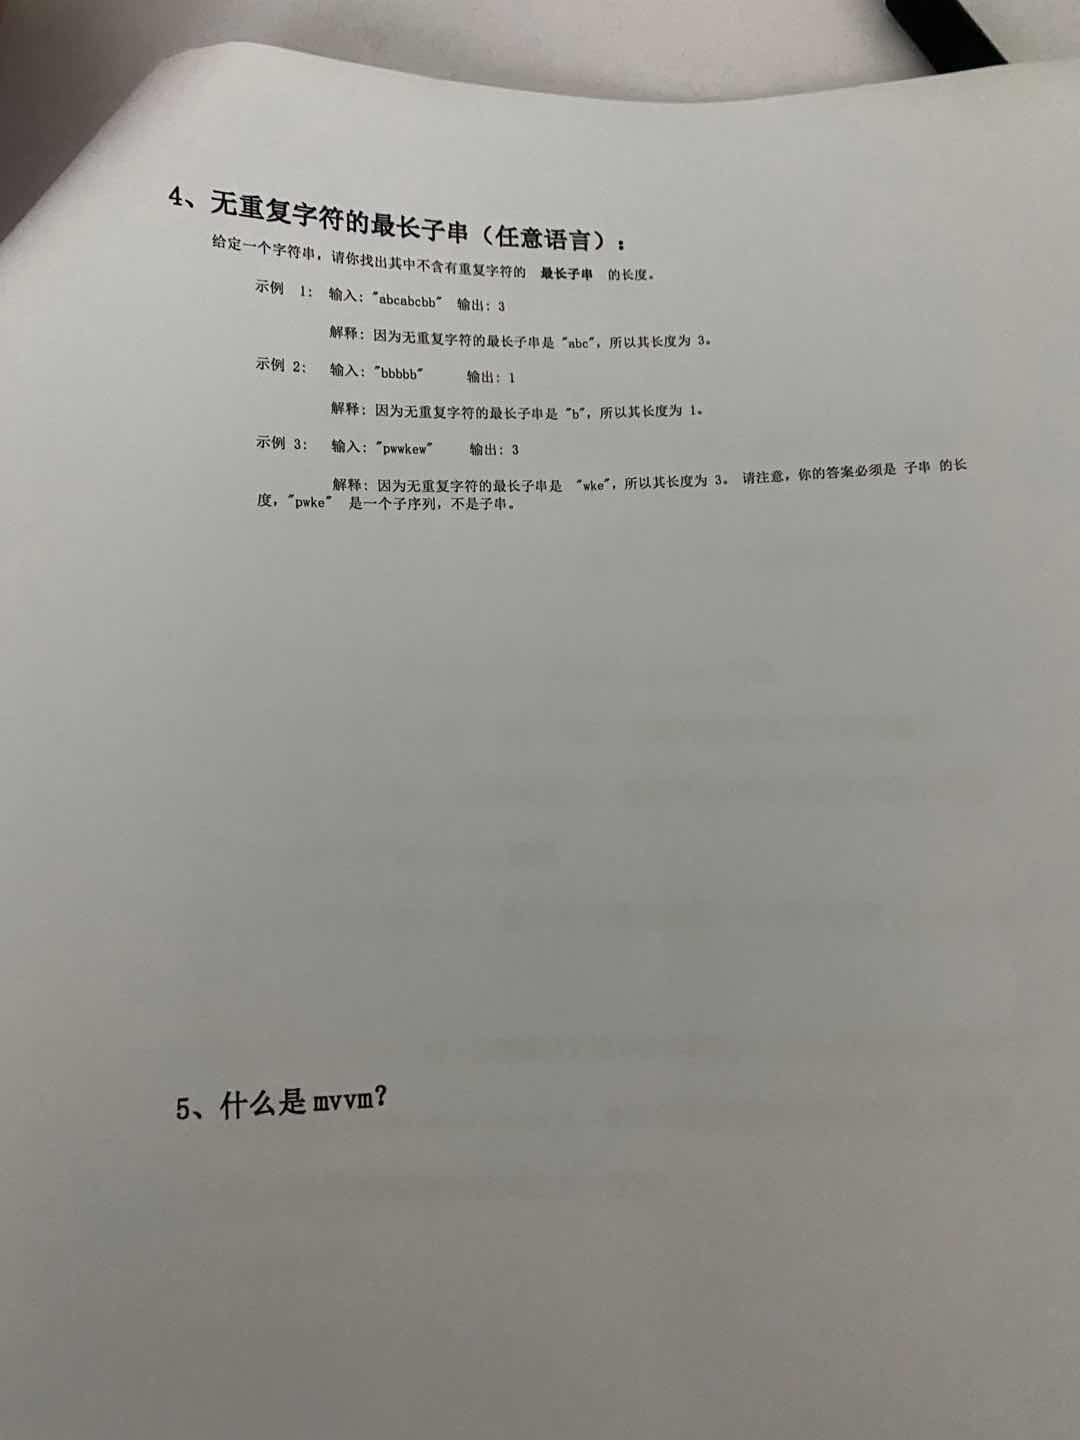 4、无重复字符的最长子串（任意语言）：
给定一个字符串，请你找出其中不含有重复字符的 最长子串 的长度。
示例 1: 输入: "abcabcbb" 输出: 3
解释: 因为无重复字符的最长子串是 "abc"，所以其长度为 3。
示例 2: 输入: "bbbbb" 输出: 1
解释: 因为无重复字符的最长子串是 "b"，所以其长度为 1。
示例 3: 输入: "pwwkew" 输出: 3
解释: 因为无重复字符的最长子串是 "wke"，所以其长度为 3。 请注意，你的答案必须是 子串 的长
度，"pwke" 是一个子序列，不是子串。
5、什么是 mvvm?